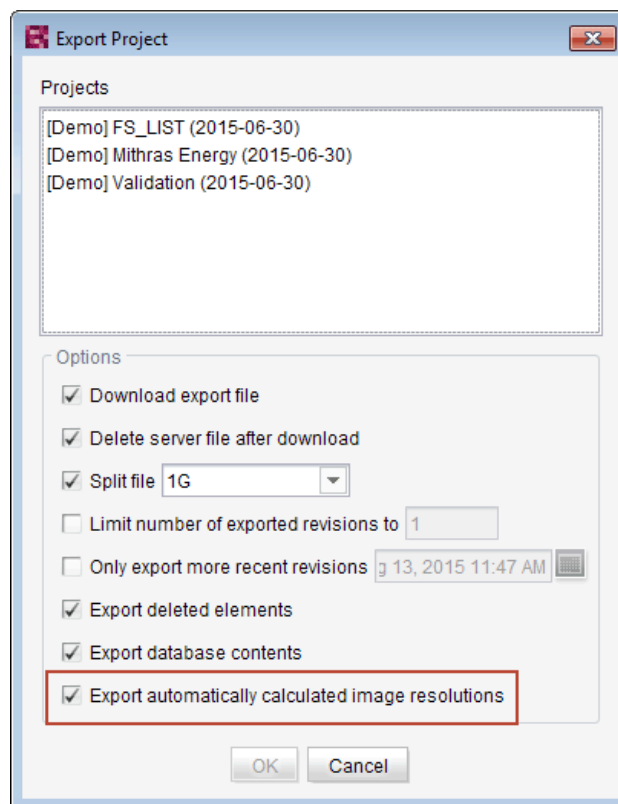 Export Project
Projects
[Demo] FS_LIST (2015-06-30)
[Demo] Mithras Energy (2015-06-30)
[Demo] Validation (2015-06-30)
Options
Download export file
Delete server file after download
Split file 1G
Limit number of exported revisions to 1
Only export more recent revisions g 13, 2015 11:47 AM
Export deleted elements
Export database contents
Export automatically calculated image resolutions
OK Cancel